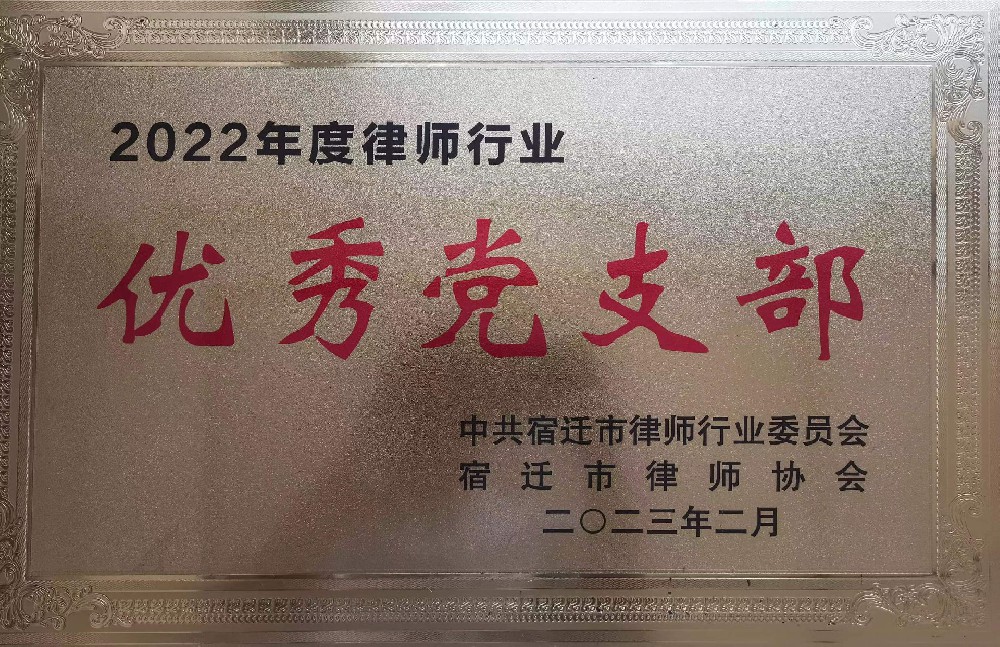 2022年度律师行业
优秀党支部
中共宿迁市律师行业委员会
宿迁市律师协会
二〇二三年二月